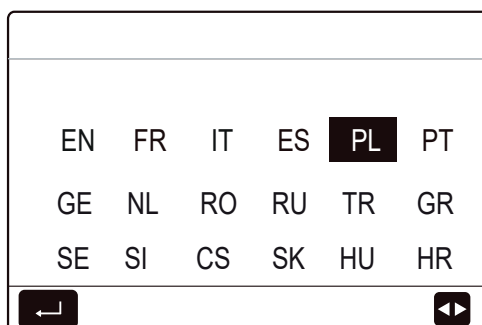 EN FR IT ES PL PT
GE NL RO RU TR GR
SE SI CS SK HU HR